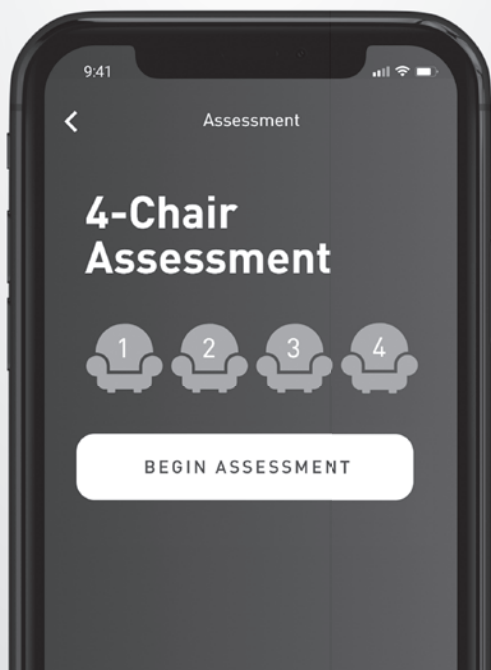 9:41
Assessment
4-Chair
Assessment
1 2 3 4
BEGIN ASSESSMENT